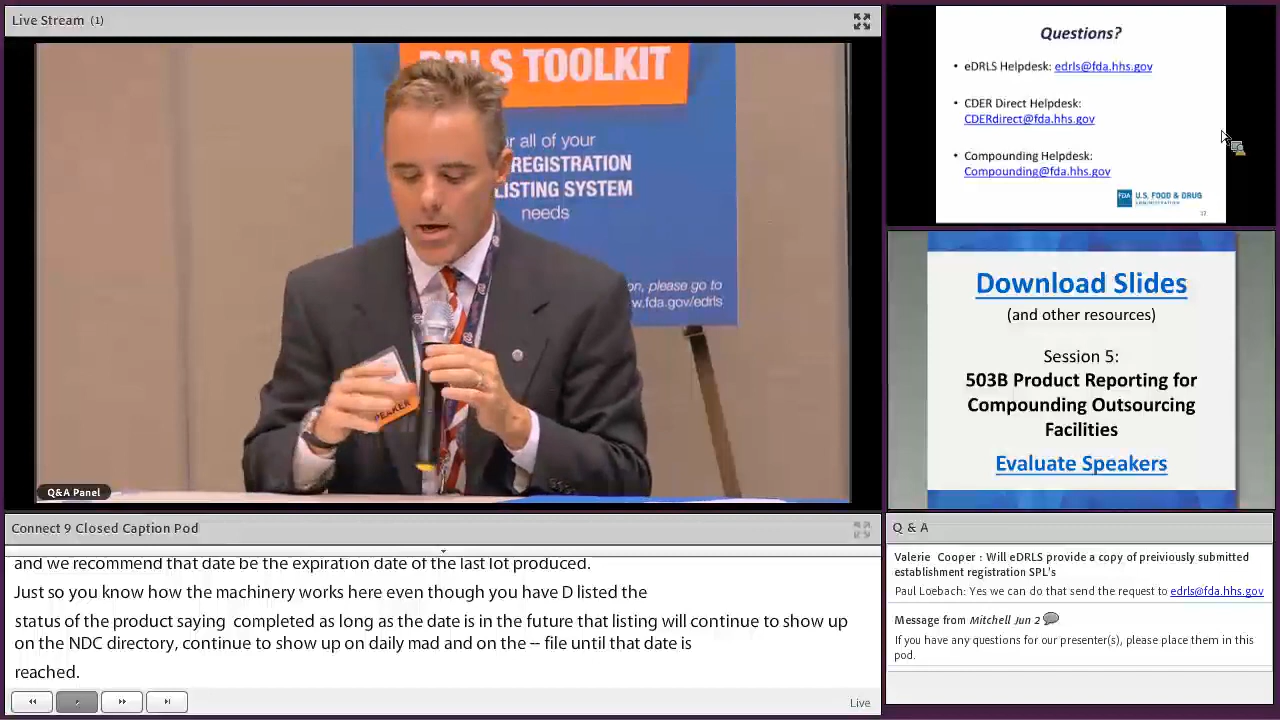 Live Stream (1)
DRLS TOOLKIT
or all of your
REGISTRATION
LISTING SYSTEM
needs
on, please go to
w.fda.gov/edrls
SPEAKER
Q&A Panel
Questions?
• eDRLS Helpdesk: edrls@fda.hhs.gov
• CDER Direct Helpdesk:
CDERdirect@fda.hhs.gov
• Compounding Helpdesk:
Compounding@fda.hhs.gov
FDA U.S. FOOD & DRUG
ADMINISTRATION
17
Download Slides
(and other resources)
Session 5:
503B Product Reporting for
Compounding Outsourcing
Facilities
Evaluate Speakers
Connect 9 Closed Caption Pod
and we recommend that date be the expiration date of the last lot produced.
Just so you know how the machinery works here even though you have D listed the
status of the product saying completed as long as the date is in the future that listing will continue to show up
on the NDC directory, continue to show up on daily mad and on the -- file until that date is
reached.
Live
Q & A
Valerie Cooper : Will eDRLS provide a copy of preiviously submitted
establishment registration SPL's
Paul Loebach: Yes we can do that send the request to edrls@fda.hhs.gov
Message from Mitchell Jun 2
If you have any questions for our presenter(s), please place them in this
pod.